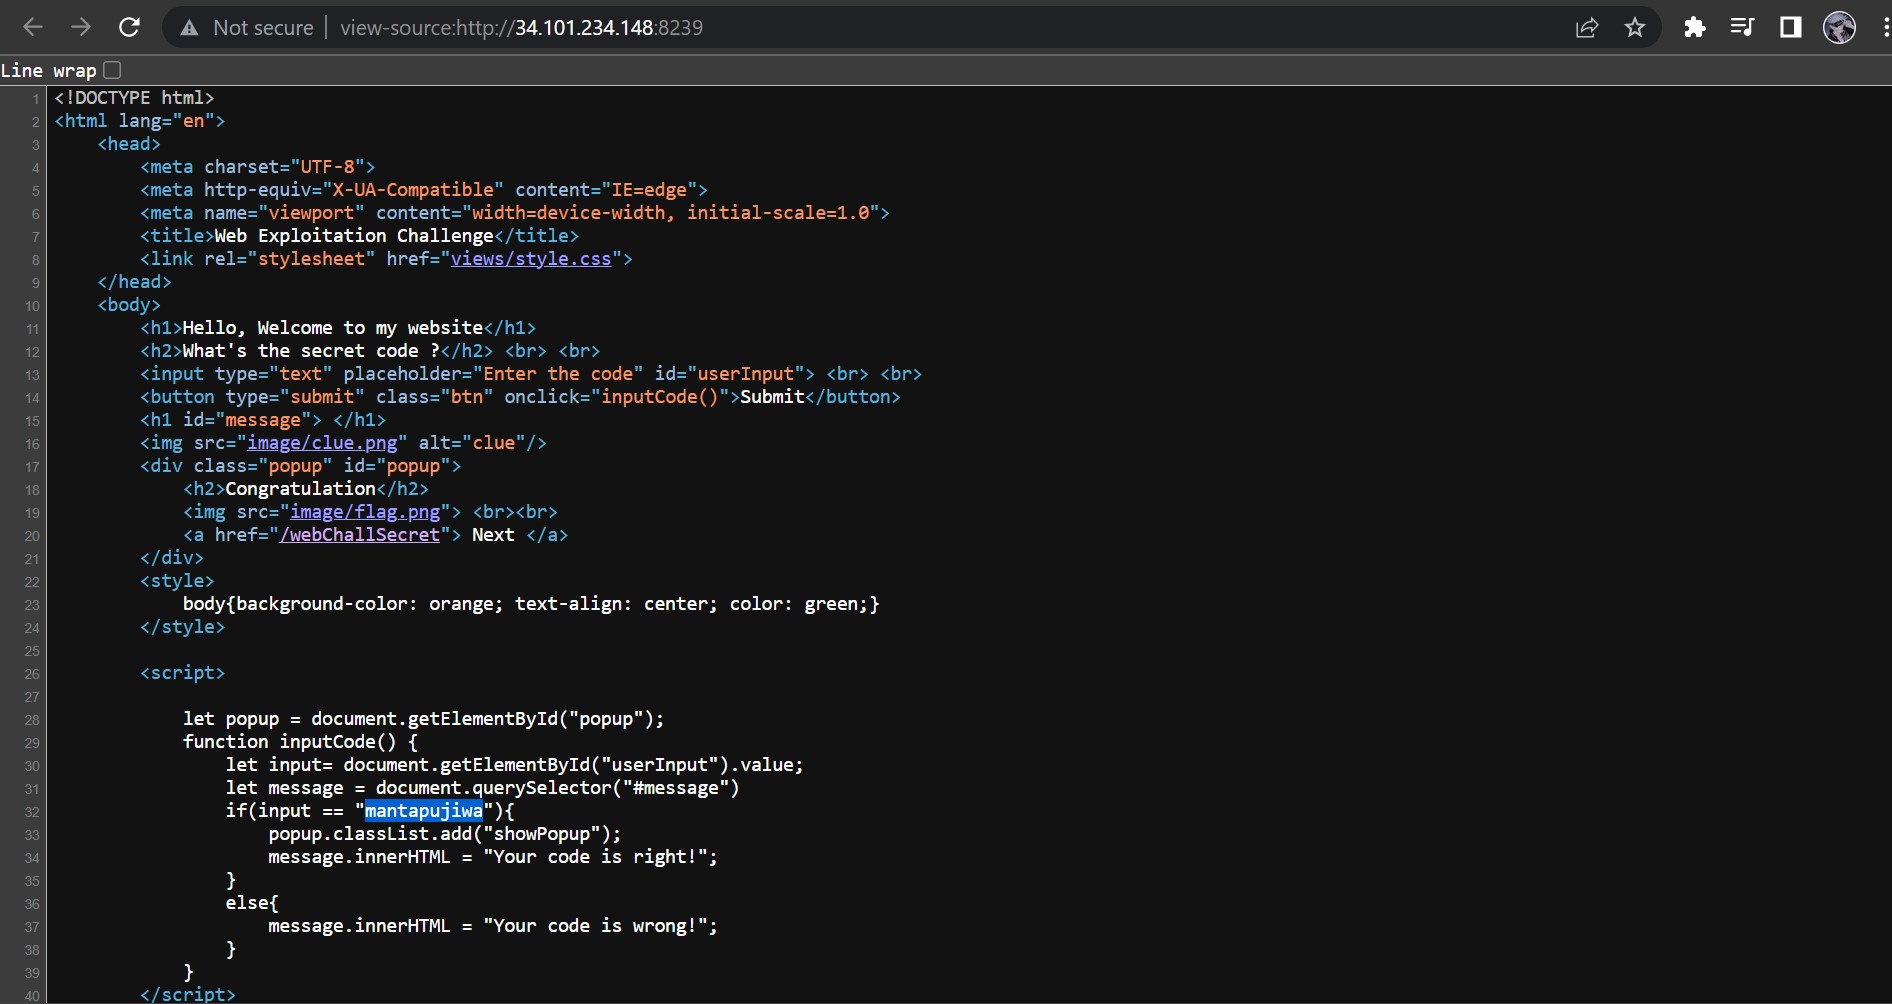 Not secure | view-source:http://34.101.234.148:8239
Line wrap
1 <!DOCTYPE html>
2 <html lang="en">
3 <head>
4 <meta charset="UTF-8">
5 <meta http-equiv="X-UA-Compatible" content="IE=edge">
6 <meta name="viewport" content="width=device-width, initial-scale=1.0">
7 <title>Web Exploitation Challenge</title>
8 <link rel="stylesheet" href="views/style.css">
9 </head>
10 <body>
11 <h1>Hello, Welcome to my website</h1>
12 <h2>What's the secret code ?</h2> <br> <br>
13 <input type="text" placeholder="Enter the code" id="userInput"> <br> <br>
14 <button type="submit" class="btn" onclick="inputCode()">Submit</button>
15 <h1 id="message"> </h1>
16 <img src="image/clue.png" alt="clue"/>
17 <div class="popup" id="popup">
18 <h2>Congratulation</h2>
19 <img src="image/flag.png"> <br><br>
20 <a href="/webChallSecret"> Next </a>
21 </div>
22 <style>
23 body{background-color: orange; text-align: center; color: green;}
24 </style>
25
26 <script>
27
28 let popup = document.getElementById("popup");
29 function inputCode() {
30 let input= document.getElementById("userInput").value;
31 let message = document.querySelector("#message")
32 if(input == "mantapujiwa"){
33 popup.classList.add("showPopup");
34 message.innerHTML = "Your code is right!";
35 }
36 else{
37 message.innerHTML = "Your code is wrong!";
38 }
39 }
40 </script>